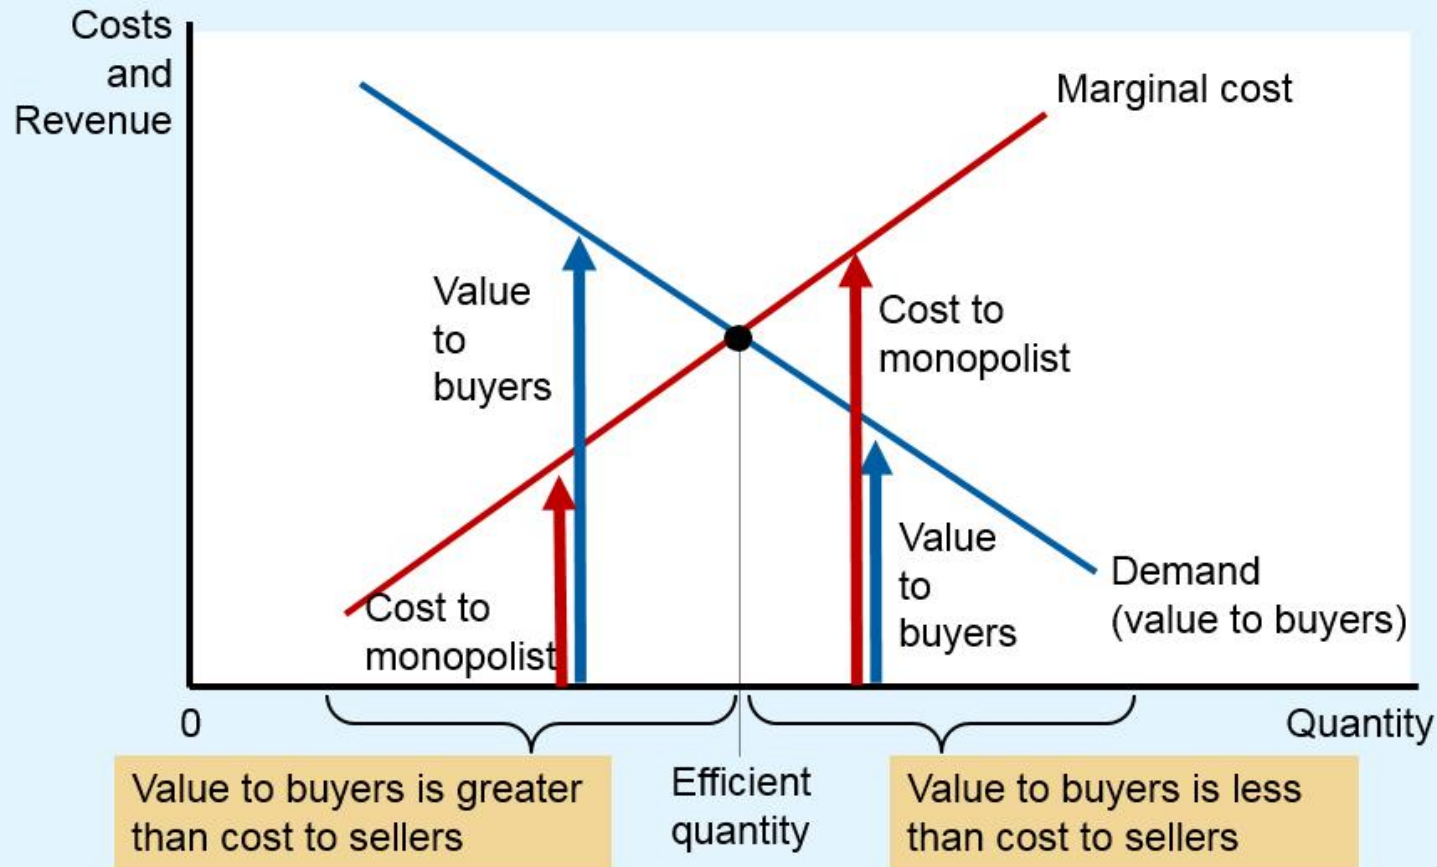 Costs
and
Revenue
Marginal cost
Value
to
buyers
Cost to
monopolist
Cost to
monopolist
Value
to
buyers
Demand
(value to buyers)
0
Quantity
Value to buyers is greater
than cost to sellers
Efficient
quantity
Value to buyers is less
than cost to sellers